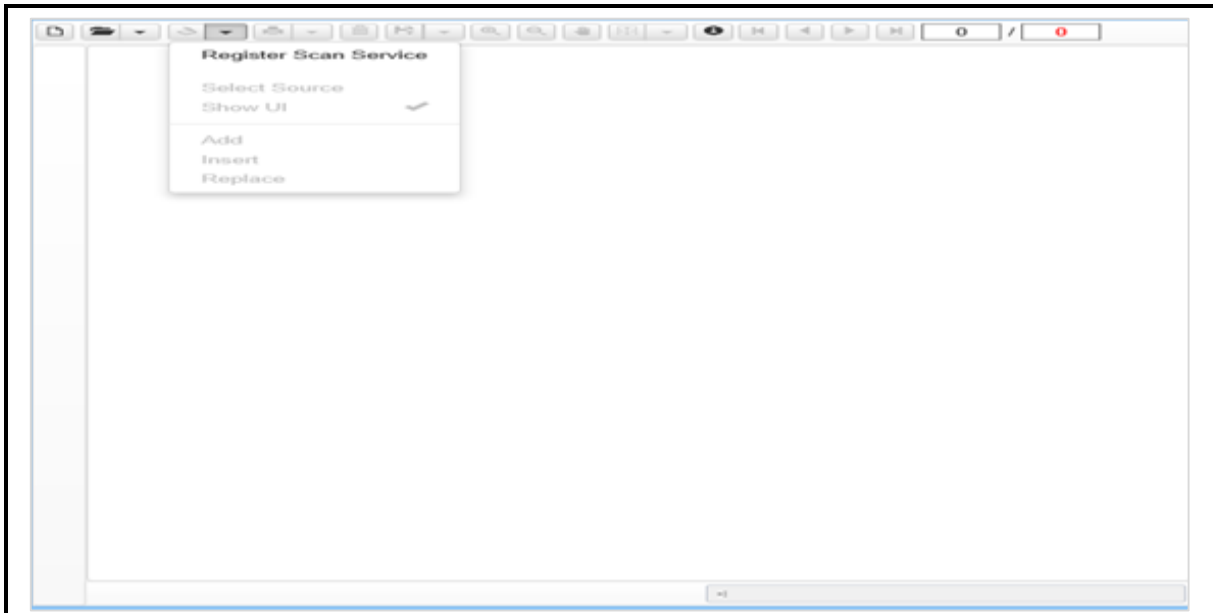 0 / 0
Register Scan Service
Select Source
Show UI
Add
Insert
Replace